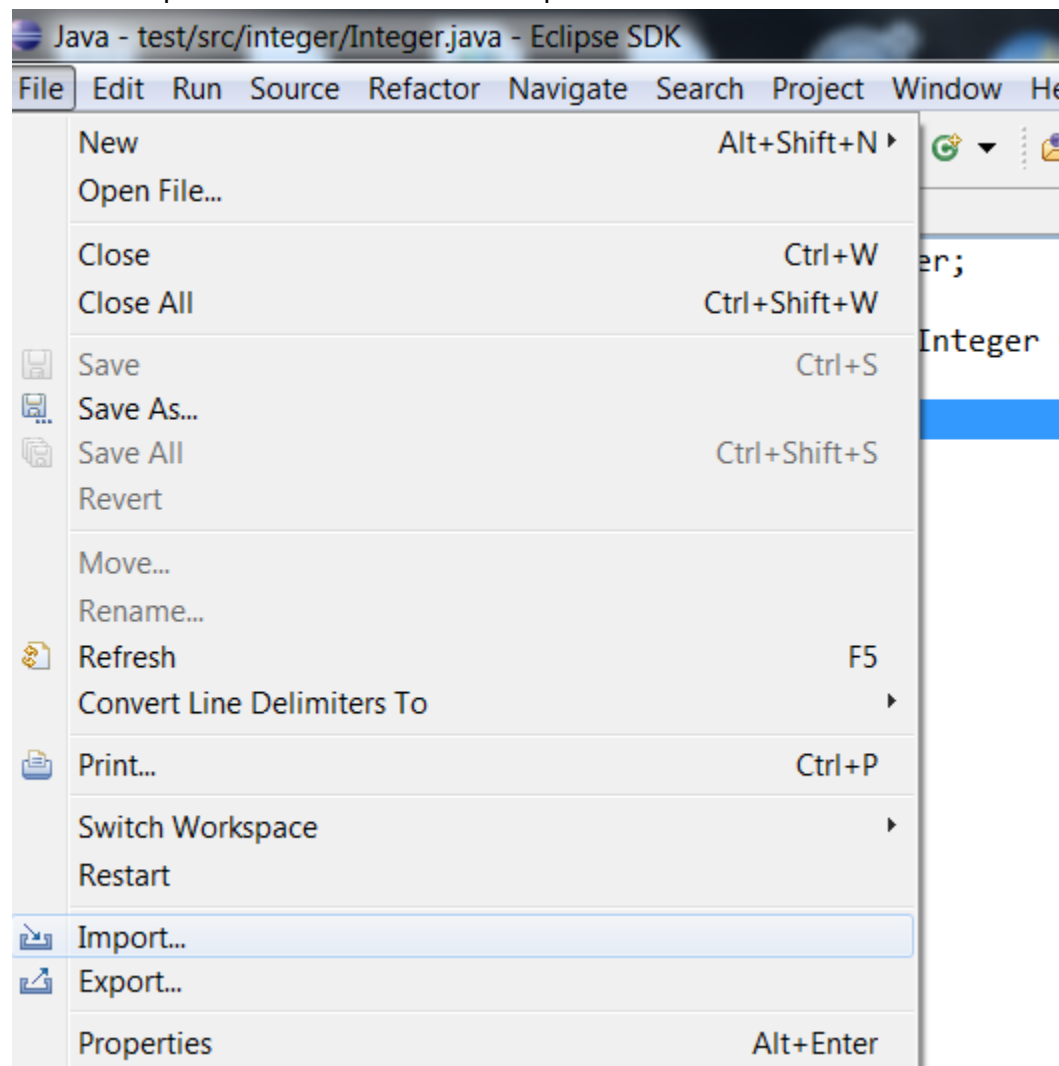 Java - test/src/integer/Integer.java - Eclipse SDK
File Edit Run Source Refactor Navigate Search Project Window He
New Alt+Shift+N
Open File...
Close Ctrl+W
er;
Close All Ctrl+Shift+W
Integer
Save Ctrl+S
Save As...
Save All Ctrl+Shift+S
Revert
Move...
Rename...
Refresh F5
Convert Line Delimiters To
Print... Ctrl+P
Switch Workspace
Restart
Import...
Export...
Properties Alt+Enter